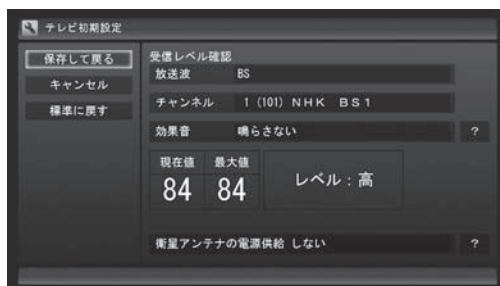 テレビ初期設定
保存して戻る
キャンセル
標準に戻す
受信レベル確認
放送波 BS
チャンネル 1 (101) NHK BS1
効果音 鳴らさない ?
現在値 最大値
84 84
レベル：高
衛星アンテナの電源供給 しない ?